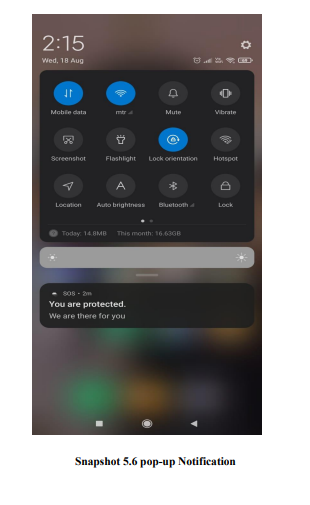 2:15
Wed, 18 Aug
Mobile data
mtr
Mute
Vibrate
Screenshot
Flashlight
Lock orientation
Hotspot
Location
Auto brightness
Bluetooth
Lock
Today: 14.8MB This month: 16.63GB
SOS • 2m
You are protected.
We are there for you
Snapshot 5.6 pop-up Notification